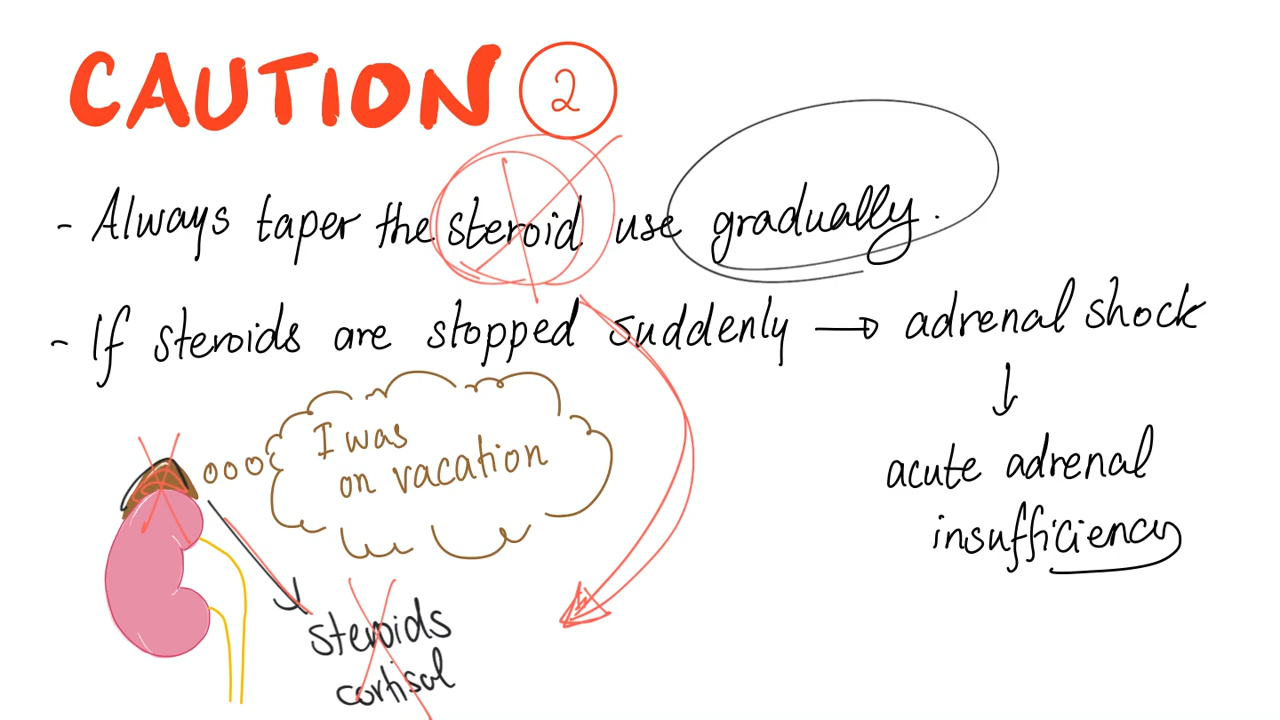 CAUTION 2
- Always taper the steroid use gradually.
- If steroids are stopped suddenly → adrenal shock
↓
acute adrenal
insufficiency
I was
on vacation
steroids
cortisol